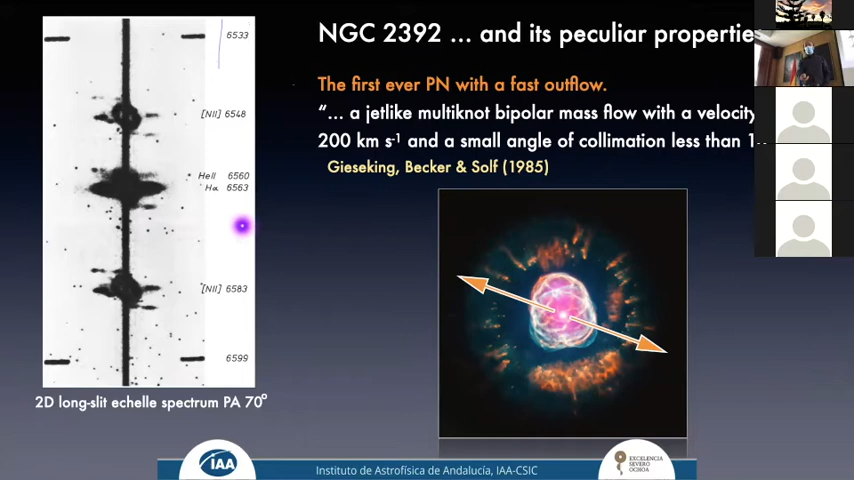 NGC 2392 ... and its peculiar propertie
The first ever PN with a fast outflow.
"... a jetlike multiknot bipolar mass flow with a velocity
200 km s-1 and a small angle of collimation less than 1
Gieseking, Becker & Solf (1985)
6533
[NII] 6548
HeII 6560
Hα 6563
[NII] 6583
6599
2D long-slit echelle spectrum PA 70º
IAA
Instituto de Astrofísica de Andalucía, IAA-CSIC
EXCELENCIA
SEVERO
OCHOA